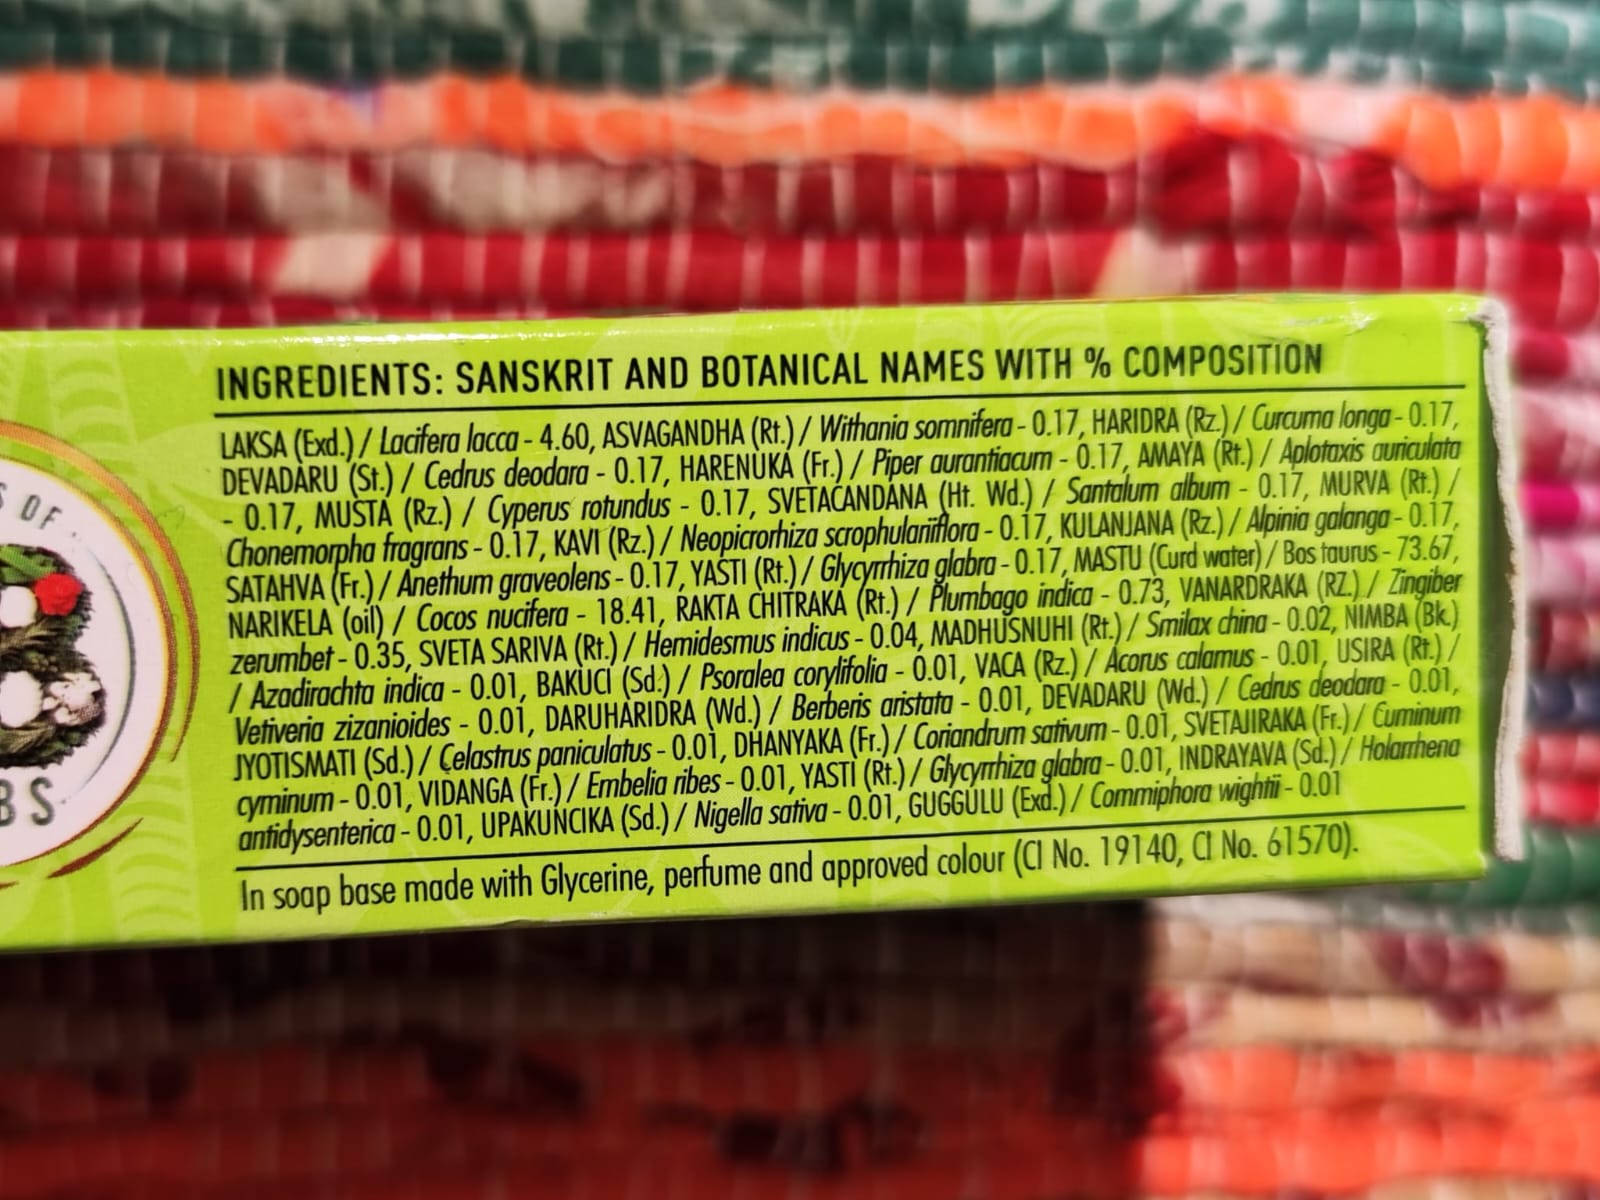 INGREDIENTS: SANSKRIT AND BOTANICAL NAMES WITH % COMPOSITION
LAKSA (Exd.) / Lacifera lacca - 4.60, ASVAGANDHA (Rt.) / Withania somnifera - 0.17, HARIDRA (Rz.) / Curcuma longa - 0.17,
DEVADARU (St.) / Cedrus deodara - 0.17, HARENUKA (Fr.) / Piper aurantiacum - 0.17, AMAYA (Rt.) / Aplotaxis auriculata
- 0.17, MUSTA (Rz.) / Cyperus rotundus - 0.17, SVETACANDANA (Ht. Wd.) / Santalum album - 0.17, MURVA (Rt.) /
Chonemorpha fragrans - 0.17, KAVI (Rz.) / Neopicrorhiza scrophulariiflora - 0.17, KULANJANA (Rz.) / Alpinia galanga - 0.17,
SATAHVA (Fr.) / Anethum graveolens - 0.17, YASTI (Rt.) / Glycyrrhiza glabra - 0.17, MASTU (Curd water) / Bos taurus - 73.67,
NARIKELA (oil) / Cocos nucifera - 18.41, RAKTA CHITRAKA (Rt.) / Plumbago indica - 0.73, VANARDRAKA (RZ.) / Zingiber
zerumbet - 0.35, SVETA SARIVA (Rt.) / Hemidesmus indicus - 0.04, MADHUSNUHI (Rt.) / Smilax china - 0.02, NIMBA (Bk.)
/ Azadirachta indica - 0.01, BAKUCI (Sd.) / Psoralea corylifolia - 0.01, VACA (Rz.) / Acorus calamus - 0.01, USIRA (Rt.) /
Vetiveria zizanioides - 0.01, DARUHARIDRA (Wd.) / Berberis aristata - 0.01, DEVADARU (Wd.) / Cedrus deodara - 0.01,
JYOTISMATI (Sd.) / Celastrus paniculatus - 0.01, DHANYAKA (Fr.) / Coriandrum sativum - 0.01, SVETAJIRAKA (Fr.) / Cuminum
cyminum - 0.01, VIDANGA (Fr.) / Embelia ribes - 0.01, YASTI (Rt.) / Glycyrrhiza glabra - 0.01, INDRAYAVA (Sd.) / Holarrhena
antidysenterica - 0.01, UPAKUNCIKA (Sd.) / Nigella sativa - 0.01, GUGGULU (Exd.) / Commiphora wightii - 0.01
In soap base made with Glycerine, perfume and approved colour (CI No. 19140, CI No. 61570).
OF
BS